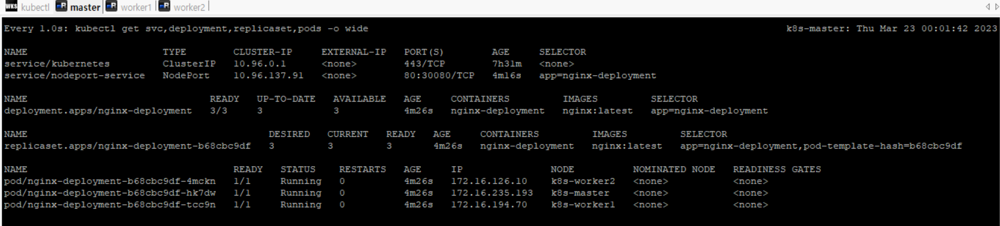 WKS kubectl R master R worker1 R worker2
Every 1.0s: kubectl get svc,deployment,replicaset,pods -o wide k8s-master: Thu Mar 23 00:01:42 2023
NAME TYPE CLUSTER-IP EXTERNAL-IP PORT(S) AGE SELECTOR
service/kubernetes ClusterIP 10.96.0.1 <none> 443/TCP 7h31m <none>
service/nodeport-service NodePort 10.96.137.91 <none> 80:30080/TCP 4m16s app=nginx-deployment
NAME READY UP-TO-DATE AVAILABLE AGE CONTAINERS IMAGES SELECTOR
deployment.apps/nginx-deployment 3/3 3 3 4m26s nginx-deployment nginx:latest app=nginx-deployment
NAME DESIRED CURRENT READY AGE CONTAINERS IMAGES SELECTOR
replicaset.apps/nginx-deployment-b68cbc9df 3 3 3 4m26s nginx-deployment nginx:latest app=nginx-deployment,pod-template-hash=b68cbc9df
NAME READY STATUS RESTARTS AGE IP NODE NOMINATED NODE READINESS GATES
pod/nginx-deployment-b68cbc9df-4mckn 1/1 Running 0 4m26s 172.16.126.10 k8s-worker2 <none> <none>
pod/nginx-deployment-b68cbc9df-hk7dw 1/1 Running 0 4m26s 172.16.235.193 k8s-master <none> <none>
pod/nginx-deployment-b68cbc9df-tcc9n 1/1 Running 0 4m26s 172.16.194.70 k8s-worker1 <none> <none>